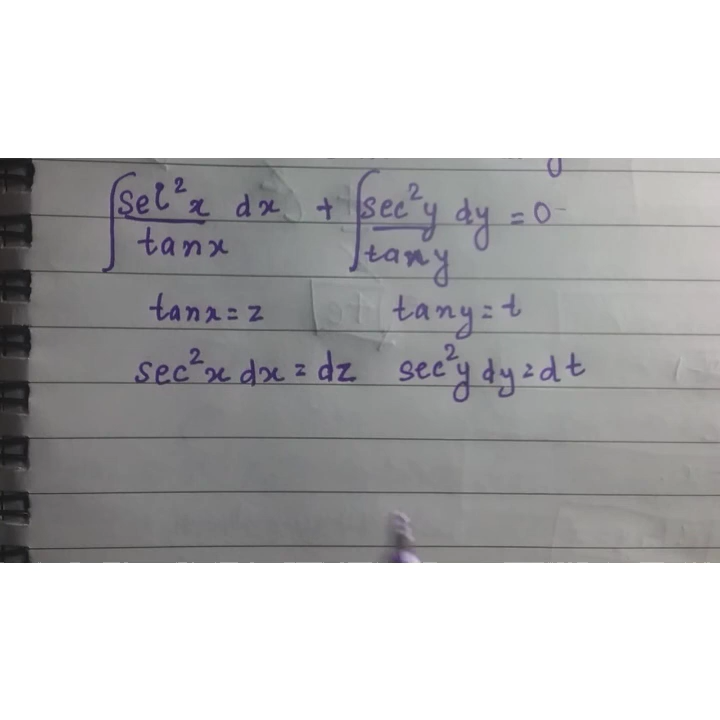 ∫ sec²x/tanx dx + ∫ sec²y/tany dy = 0
tanx = z tany = t
sec²x dx = dz sec²y dy = dt